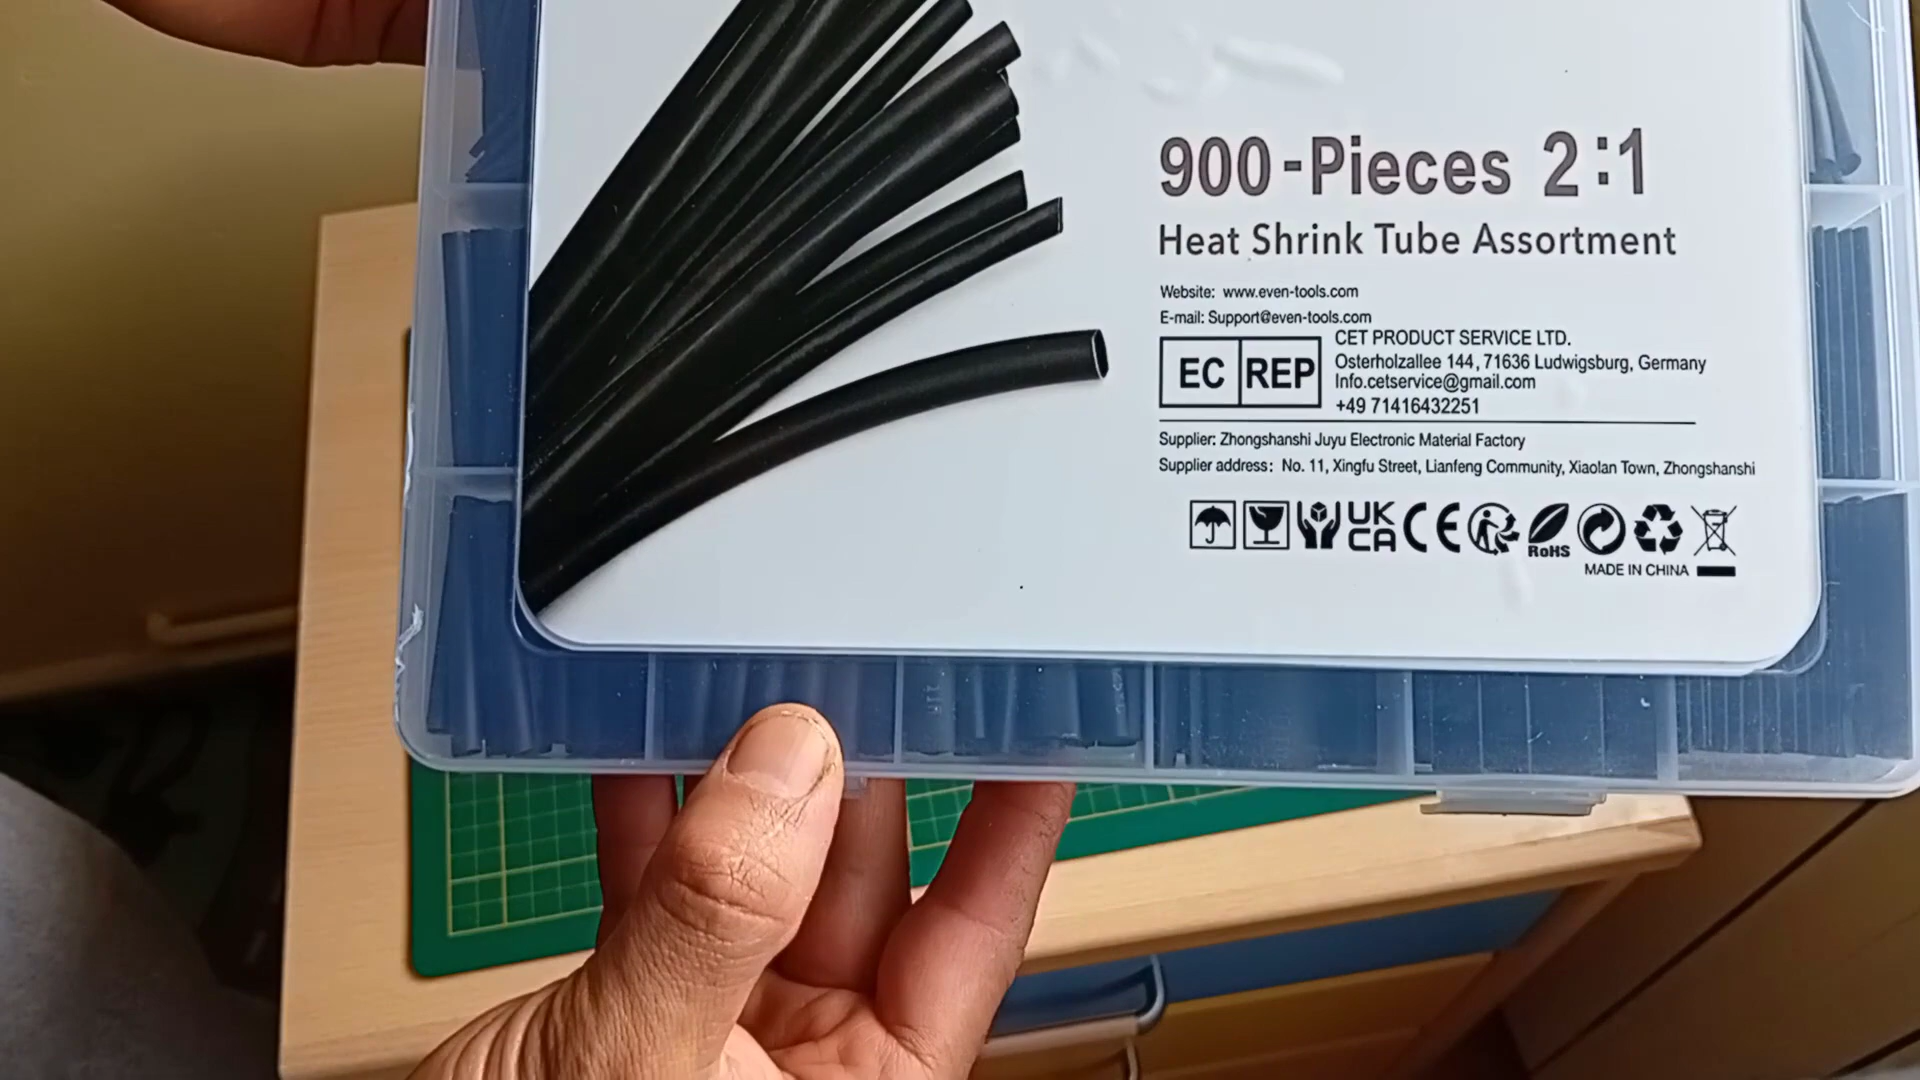 900-Pieces 2:1
Heat Shrink Tube Assortment
Website: www.even-tools.com
E-mail: Support@even-tools.com
EC REP
CET PRODUCT SERVICE LTD.
Osterholzallee 144, 71636 Ludwigsburg, Germany
Info.cetservice@gmail.com
+49 71416432251
Supplier: Zhongshanshi Juyu Electronic Material Factory
Supplier address: No. 11, Xingfu Street, Lianfeng Community, Xiaolan Town, Zhongshanshi
UK
CA
CE
RoHS
MADE IN CHINA